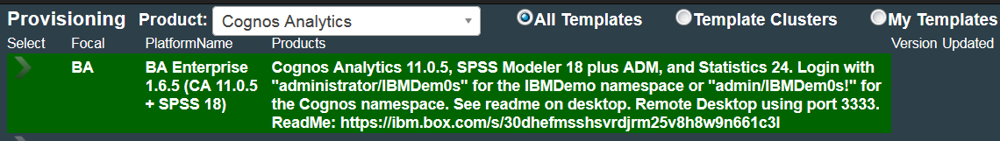 Provisioning Product: Cognos Analytics All Templates Template Clusters My Templates
Select Focal PlatformName Products Version Updated
BA BA Enterprise Cognos Analytics 11.0.5, SPSS Modeler 18 plus ADM, and Statistics 24. Login with
1.6.5 (CA 11.0.5 "administrator/IBMDem0s" for the IBMDemo namespace or "admin/IBMDem0s!" for
+ SPSS 18) the Cognos namespace. See readme on desktop. Remote Desktop using port 3333.
ReadMe: https://ibm.box.com/s/30dhefmsshsvrdjrm25v8h8w9n661c3l